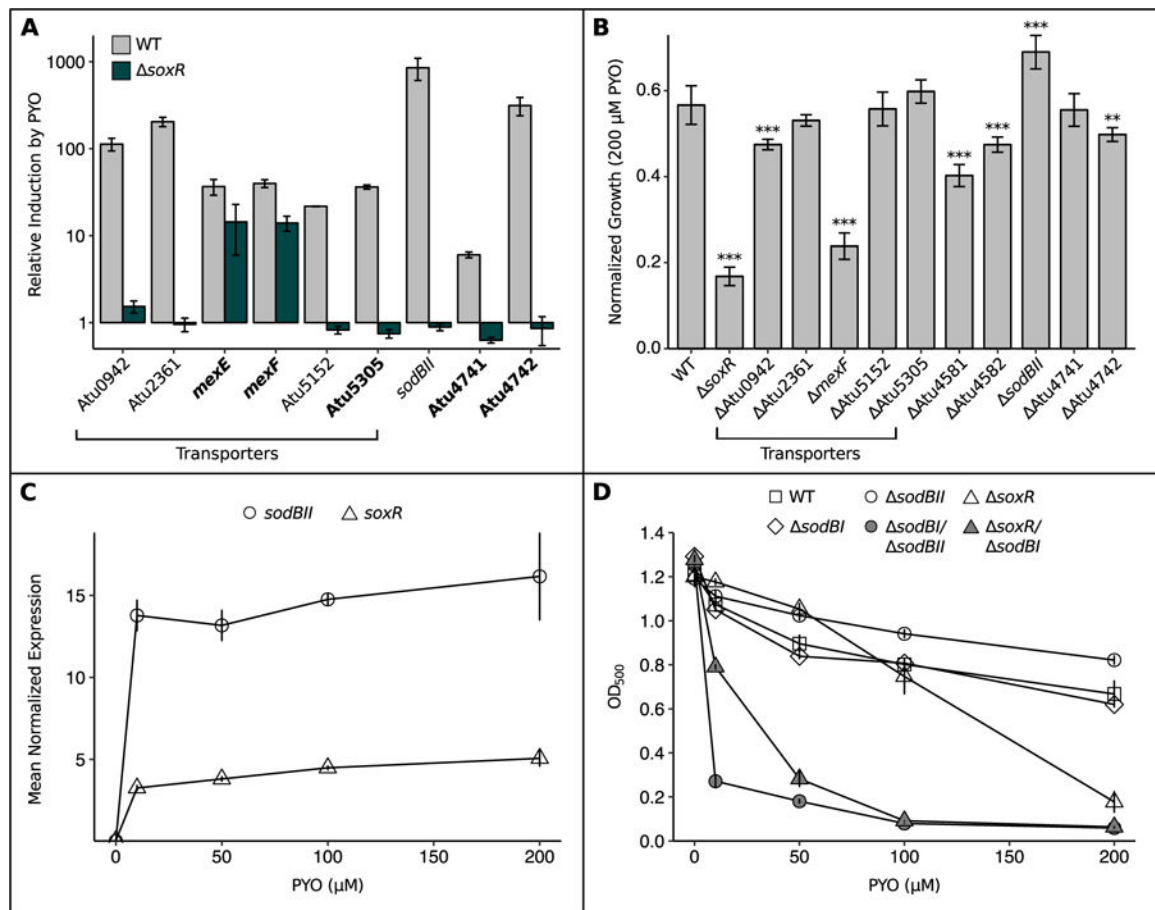 A
WT
ΔsoxR
Relative Induction by PYO
1000
100
10
1
Atu0942
Atu2361
mexE
mexF
Atu5152
Atu5305
sodBII
Atu4741
Atu4742
Transporters
B
Normalized Growth (200 μM PYO)
0.6
0.4
0.2
0.0
***
***
***
***
***
***
**
WT
ΔsoxR
ΔAtu0942
ΔAtu2361
ΔmexF
ΔAtu5152
ΔAtu5305
ΔAtu4581
ΔAtu4582
ΔsodBII
ΔAtu4741
ΔAtu4742
Transporters
C
sodBII
soxR
Mean Normalized Expression
15
10
5
0
50
100
150
200
PYO (μM)
D
WT
ΔsodBII
ΔsoxR
ΔsodBI
ΔsodBI/
ΔsodBII
ΔsoxR/
ΔsodBI
OD500
1.4
1.2
1.0
0.8
0.6
0.4
0.2
0.0
0
50
100
150
200
PYO (μM)